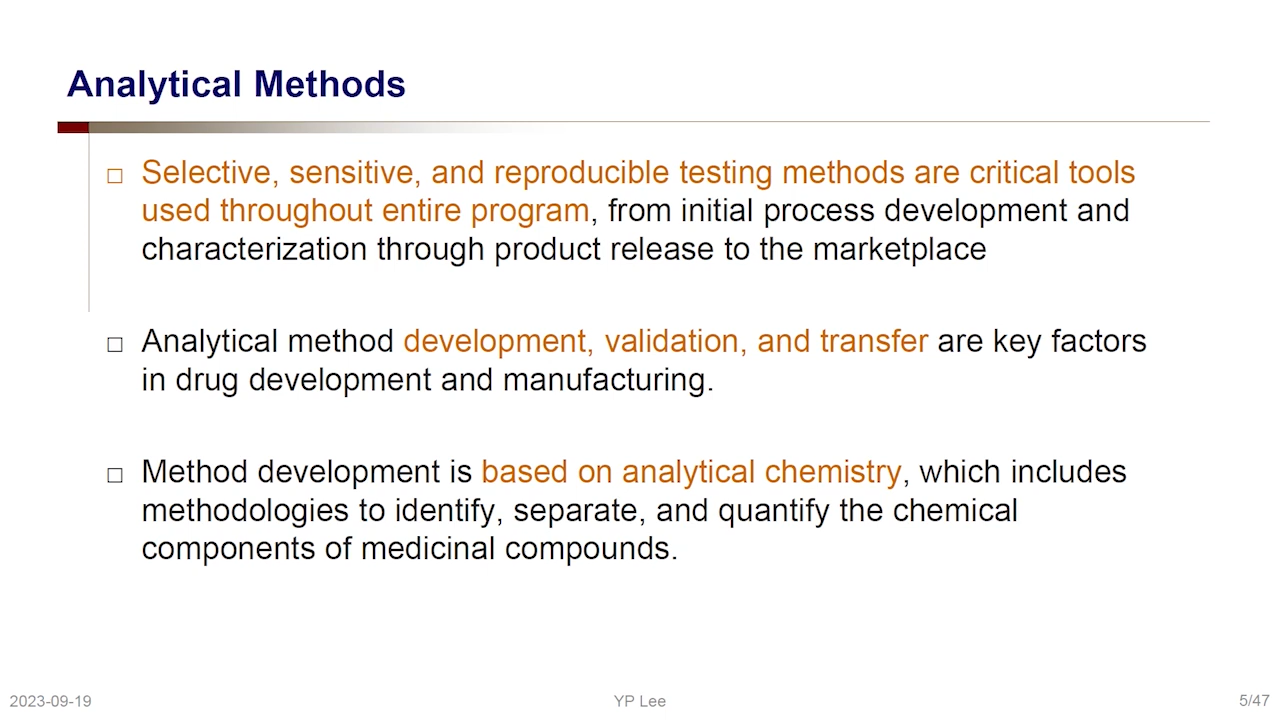 Analytical Methods
□ Selective, sensitive, and reproducible testing methods are critical tools
used throughout entire program, from initial process development and
characterization through product release to the marketplace
□ Analytical method development, validation, and transfer are key factors
in drug development and manufacturing.
□ Method development is based on analytical chemistry, which includes
methodologies to identify, separate, and quantify the chemical
components of medicinal compounds.
2023-09-19
YP Lee
5/47